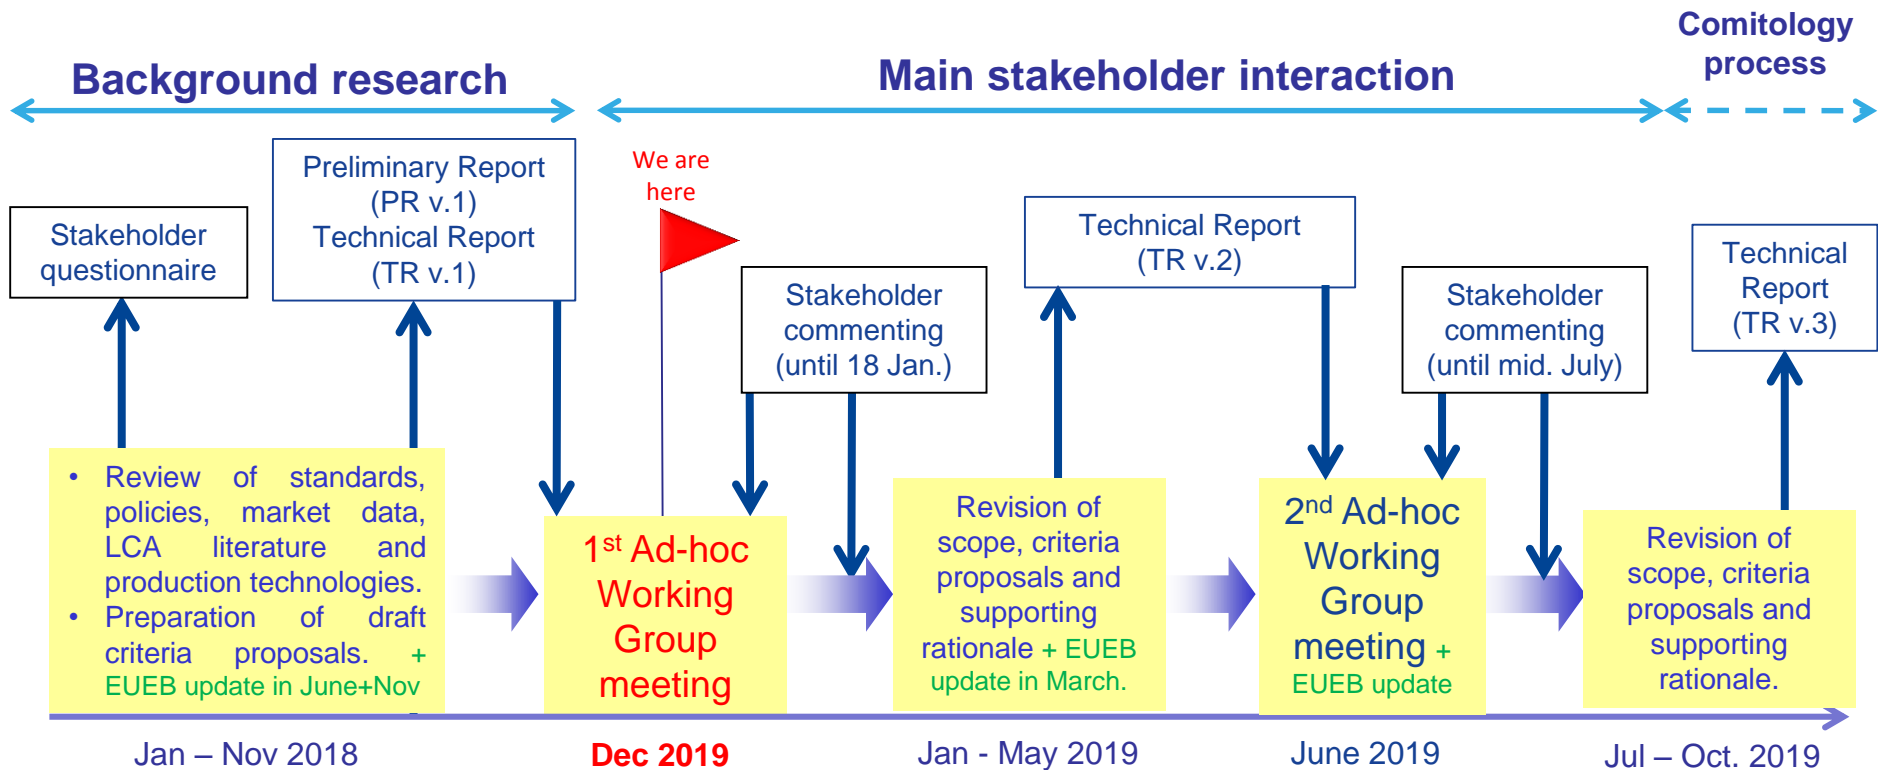 Background research
Main stakeholder interaction
Comitology
process
Stakeholder
questionnaire
Preliminary Report
(PR v.1)
Technical Report
(TR v.1)
We are
here
Stakeholder
commenting
(until 18 Jan.)
Technical Report
(TR v.2)
Stakeholder
commenting
(until mid. July)
Technical
Report
(TR v.3)
• Review of standards,
policies, market data,
LCA literature and
production technologies.
• Preparation of draft
criteria proposals. +
EUEB update in June+Nov
1st Ad-hoc
Working
Group
meeting
Revision of
scope, criteria
proposals and
supporting
rationale + EUEB
update in March.
2nd Ad-hoc
Working
Group
meeting +
EUEB update
Revision of
scope, criteria
proposals and
supporting
rationale.
Jan – Nov 2018
Dec 2019
Jan - May 2019
June 2019
Jul – Oct. 2019